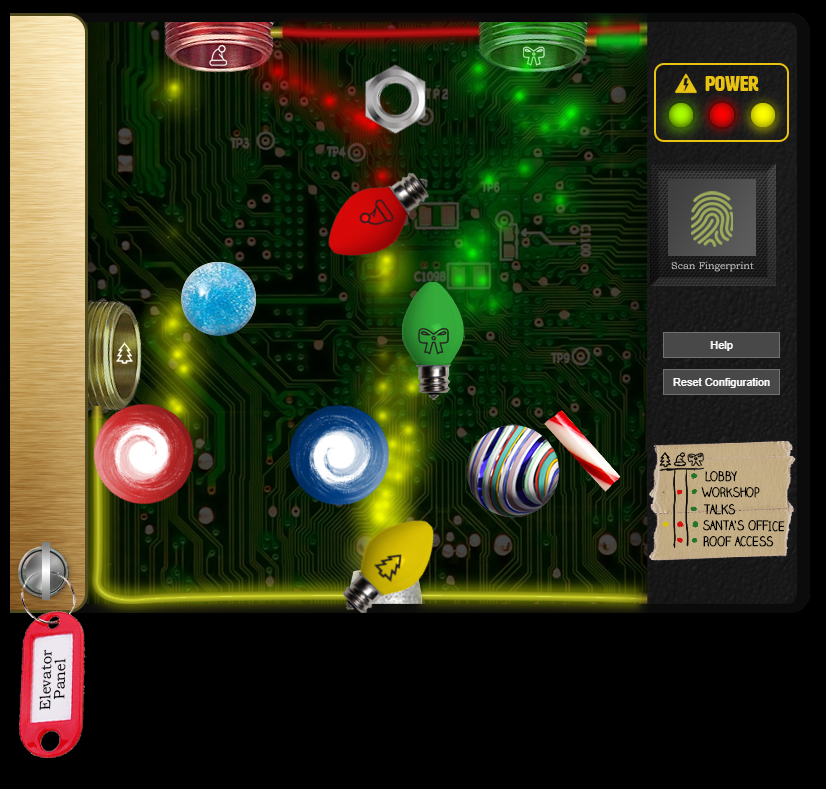 POWER
TP2
TP3
TP4
TP6
Scan Fingerprint
C1098
TP9
Help
Reset Configuration
LOBBY
WORKSHOP
TALKS
SANTA'S OFFICE
ROOF ACCESS
Elevator
Panel